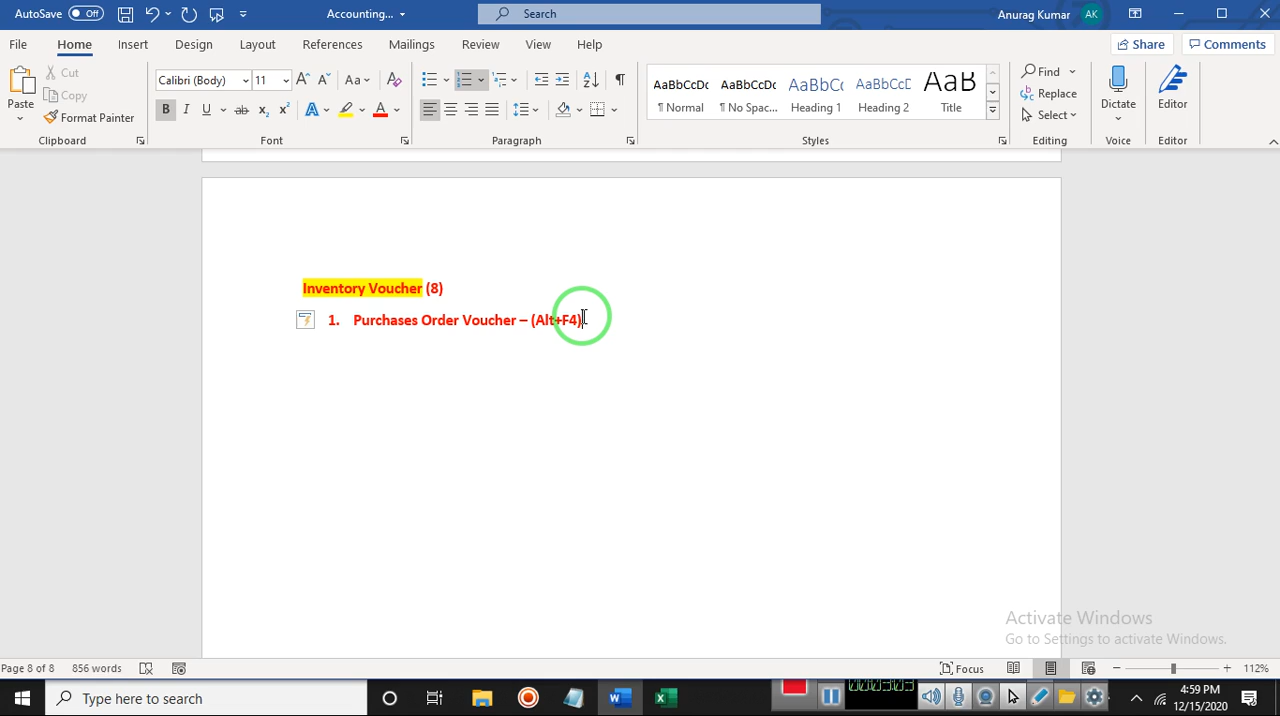 AutoSave Off
Accounting...
Search
Anurag Kumar AK
File Home Insert Design Layout References Mailings Review View Help
Share Comments
Paste
Cut
Copy
Format Painter
Clipboard
Calibri (Body) 11
Font
Paragraph
AaBbCcDc AaBbCcDc AaBbCc AaBbCcE AaB
¶ Normal ¶ No Spac... Heading 1 Heading 2 Title
Styles
Find
Replace
Select
Editing
Dictate
Voice
Editor
Editor
Inventory Voucher (8)
1. Purchases Order Voucher – (Alt+F4)
Activate Windows
Go to Settings to activate Windows.
Page 8 of 8 856 words
Focus
112%
Type here to search
4:59 PM
12/15/2020